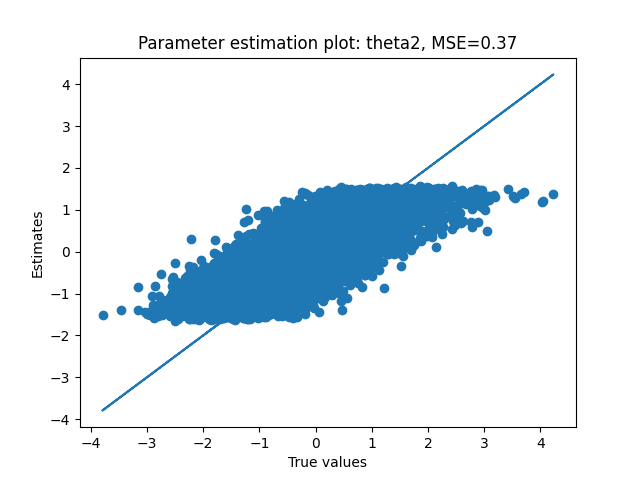 Parameter estimation plot: theta2, MSE=0.37
4
3
2
1
0
−1
−2
−3
−4
Estimates
−4 −3 −2 −1 0 1 2 3 4
True values